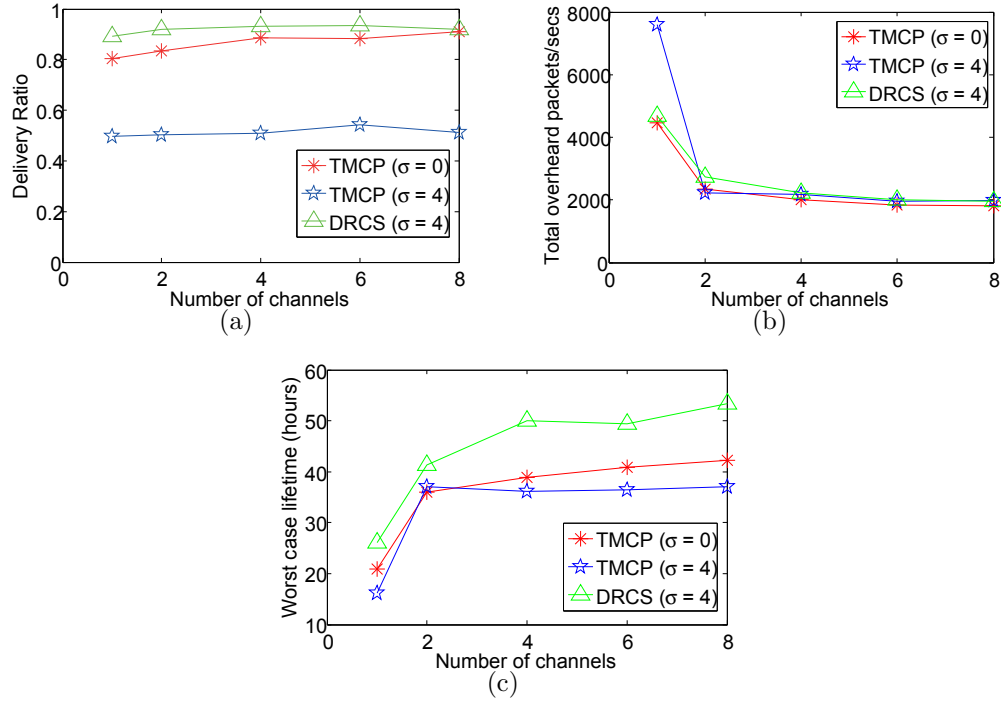 1
0.8
0.6
0.4
0.2
0
0 2 4 6 8
Delivery Ratio
Number of channels
TMCP (σ = 0)
TMCP (σ = 4)
DRCS (σ = 4)
(a)
8000
6000
4000
2000
0
0 2 4 6 8
Total overheard packets/secs
Number of channels
TMCP (σ = 0)
TMCP (σ = 4)
DRCS (σ = 4)
(b)
60
50
40
30
20
10
0 2 4 6 8
Worst case lifetime (hours)
Number of channels
TMCP (σ = 0)
TMCP (σ = 4)
DRCS (σ = 4)
(c)